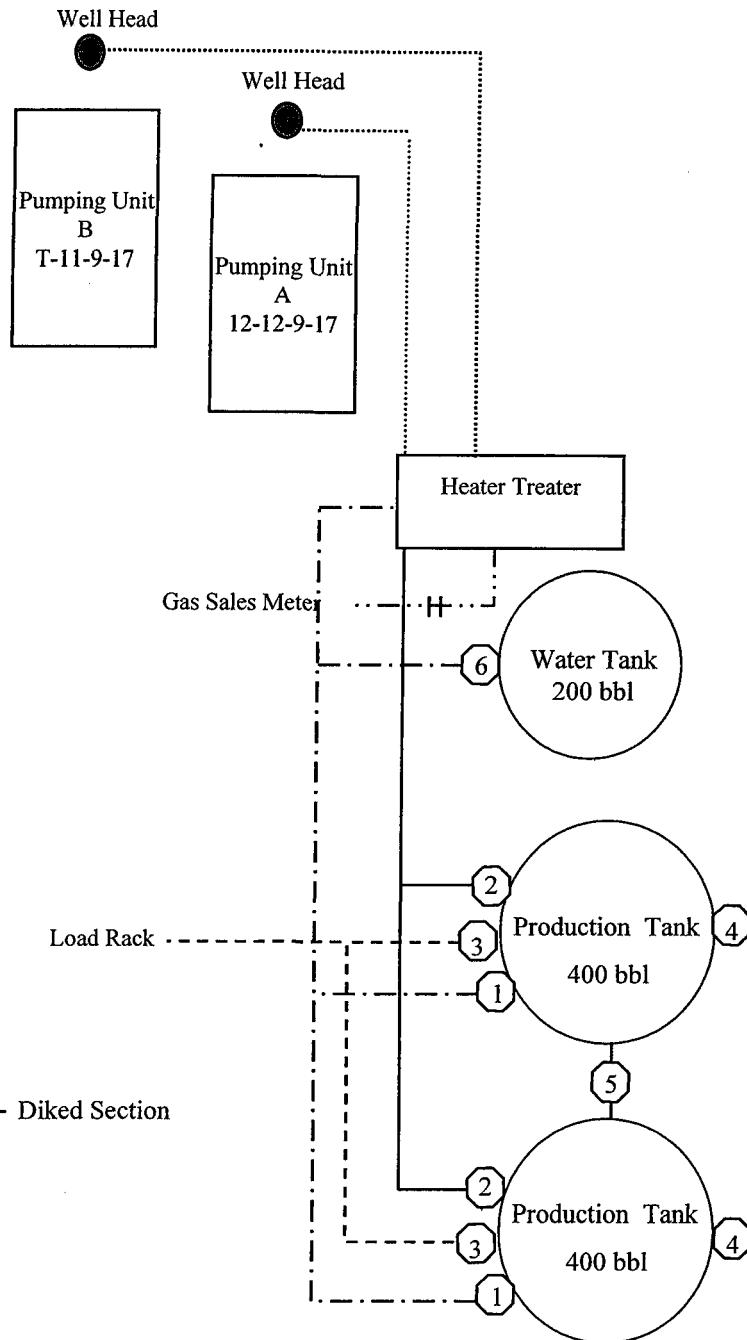 Well Head
Well Head
Pumping Unit
B
T-11-9-17
Pumping Unit
A
12-12-9-17
Heater Treater
Gas Sales Meter
6
Water Tank
200 bbl
2
Production Tank
400 bbl
4
Load Rack
3
1
5
Diked Section
2
Production Tank
400 bbl
4
3
1